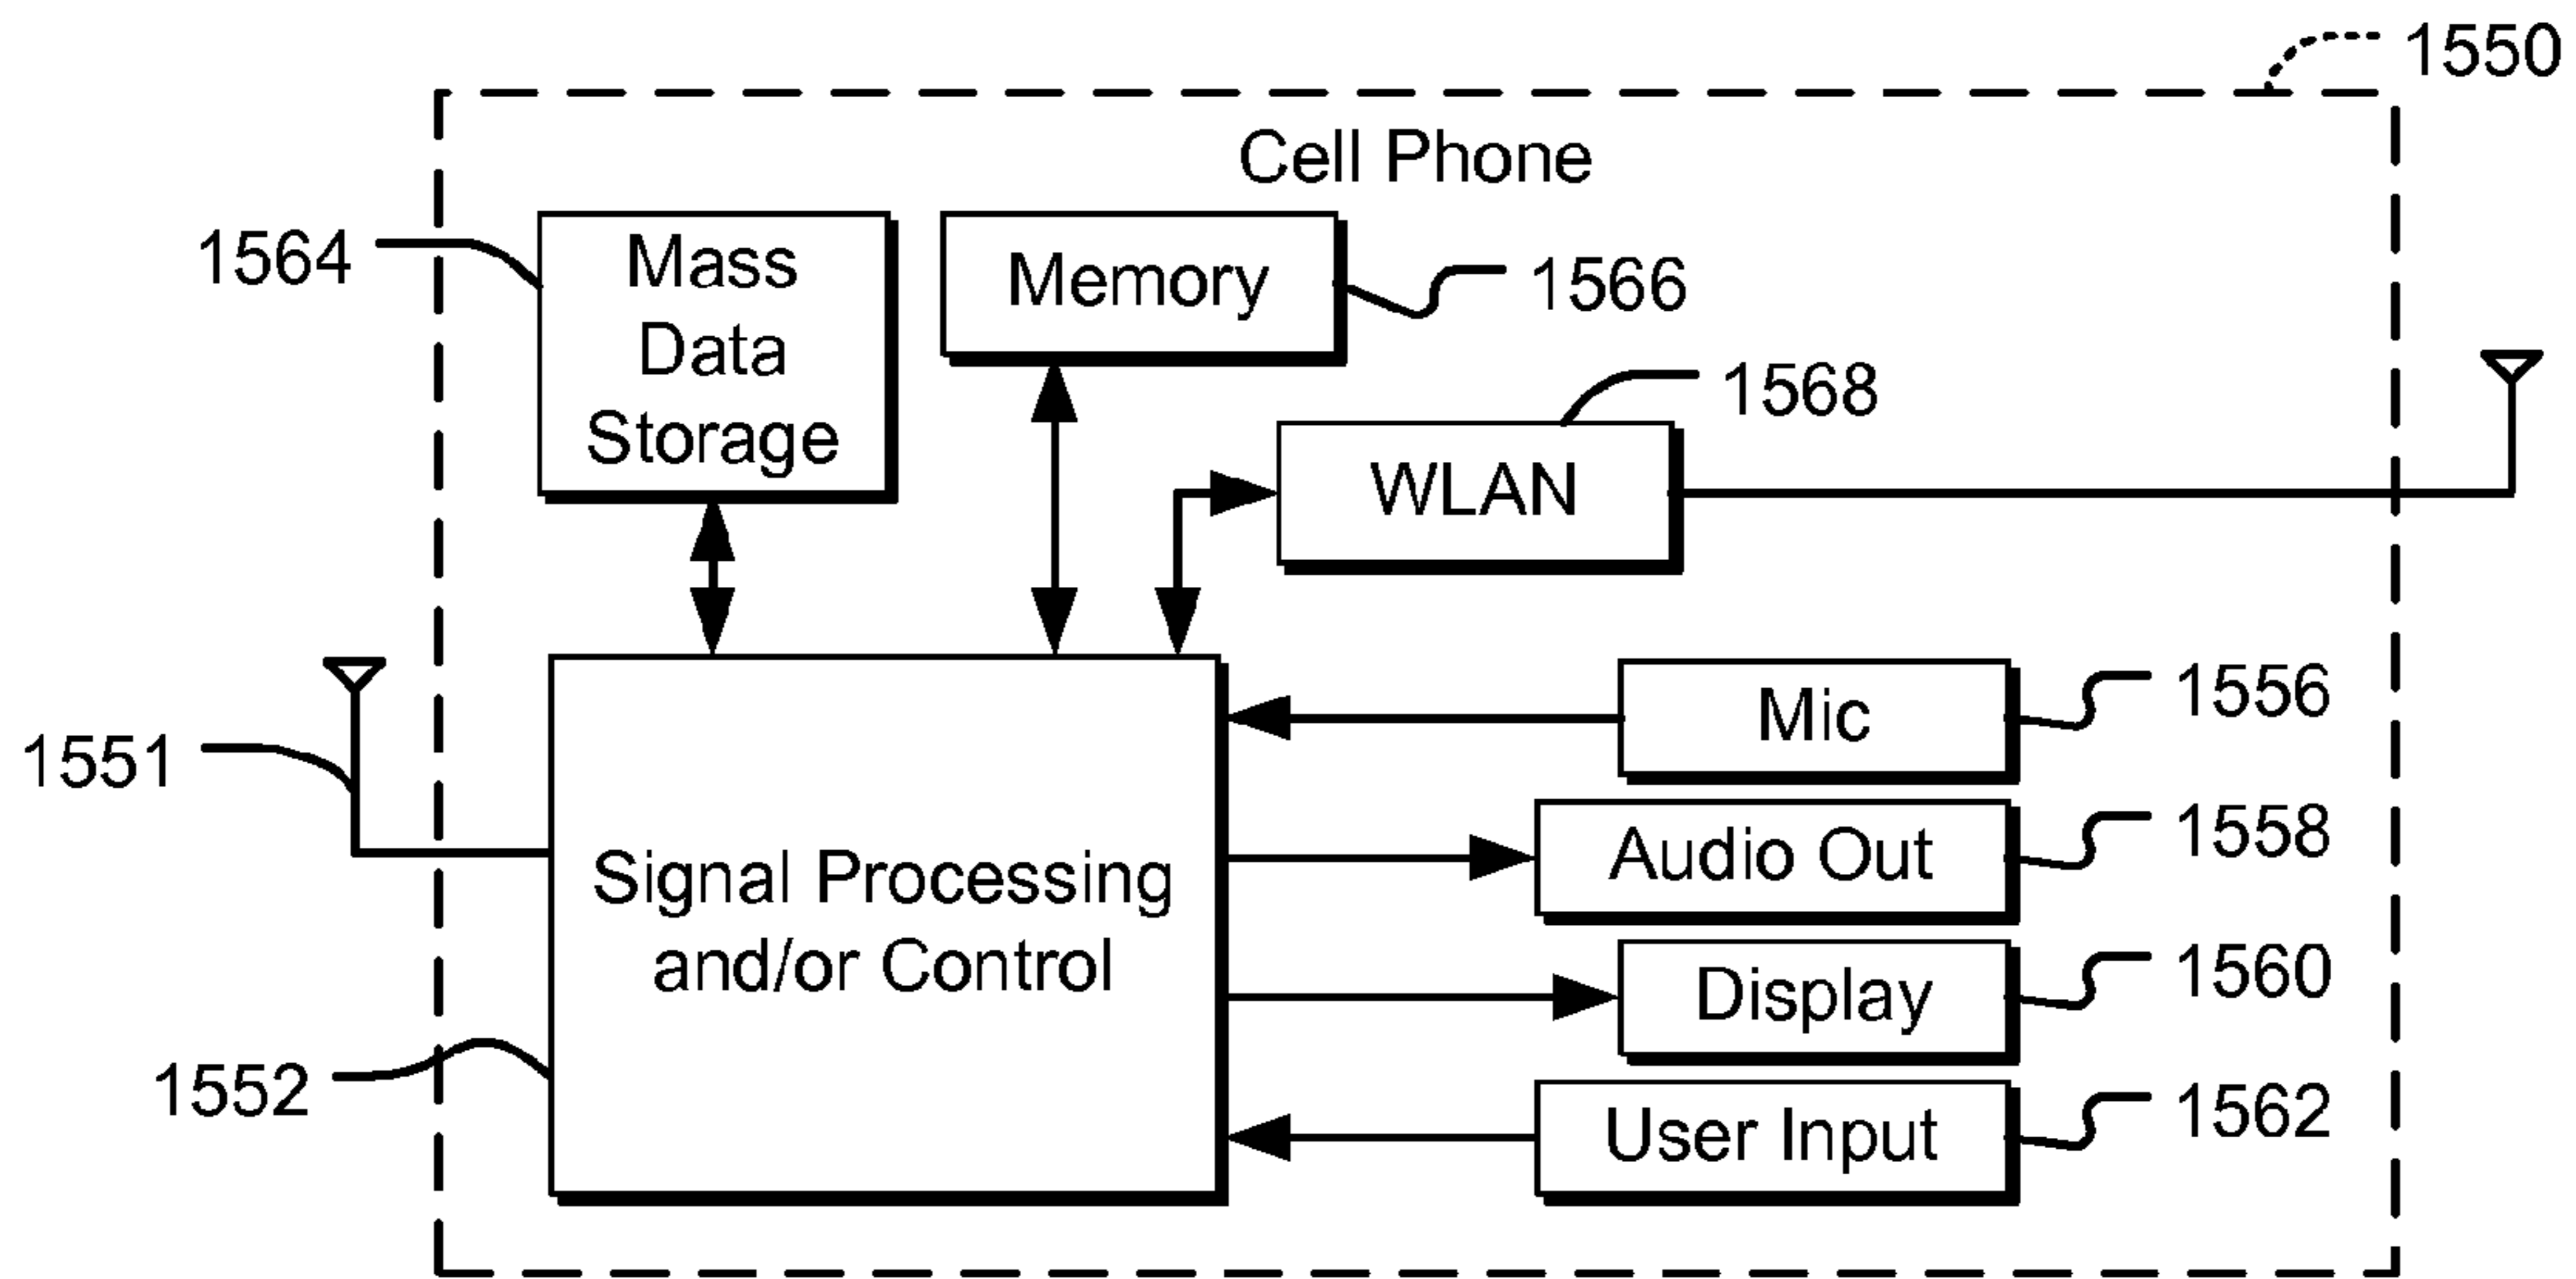 1550
Cell Phone
1564
Mass
Data
Storage
Memory
1566
1568
WLAN
1551
Mic
1556
Signal Processing
and/or Control
Audio Out
1558
Display
1560
1552
User Input
1562